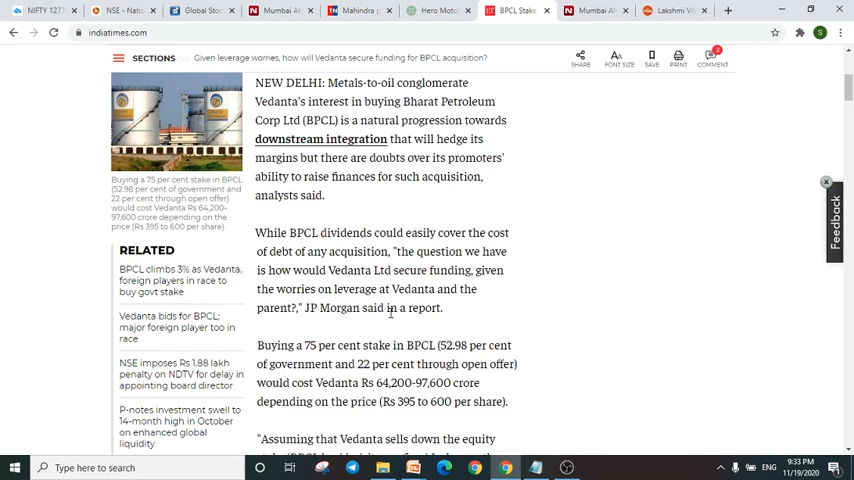 NIFTY 1277
NSE - Natio
Global Stoc
Mumbai Ah
Mahindra p
Hero Motor
BPCL Stake
Mumbai Ah
Lakshmi Vil
indiatimes.com
S
SECTIONS
Given leverage worries, how will Vedanta secure funding for BPCL acquisition?
SHARE
AA
FONT SIZE
SAVE
PRINT
2
COMMENT
NEW DELHI: Metals-to-oil conglomerate
Vedanta's interest in buying Bharat Petroleum
Corp Ltd (BPCL) is a natural progression towards
downstream integration that will hedge its
margins but there are doubts over its promoters'
ability to raise finances for such acquisition,
analysts said.
While BPCL dividends could easily cover the cost
of debt of any acquisition, "the question we have
is how would Vedanta Ltd secure funding, given
the worries on leverage at Vedanta and the
parent?," JP Morgan said in a report.
Buying a 75 per cent stake in BPCL (52.98 per cent
of government and 22 per cent through open offer)
would cost Vedanta Rs 64,200-97,600 crore
depending on the price (Rs 395 to 600 per share).
"Assuming that Vedanta sells down the equity
Buying a 75 per cent stake in BPCL
(52.98 per cent of government and
22 per cent through open offer)
would cost Vedanta Rs 64,200-
97,600 crore depending on the
price (Rs 395 to 600 per share).
RELATED
BPCL climbs 3% as Vedanta,
foreign players in race to
buy govt stake
Vedanta bids for BPCL;
major foreign player too in
race
NSE imposes Rs 1.88 lakh
penalty on NDTV for delay in
appointing board director
P-notes investment swell to
14-month high in October
on enhanced global
liquidity
Feedback
Type here to search
ENG
9:33 PM
11/19/2020